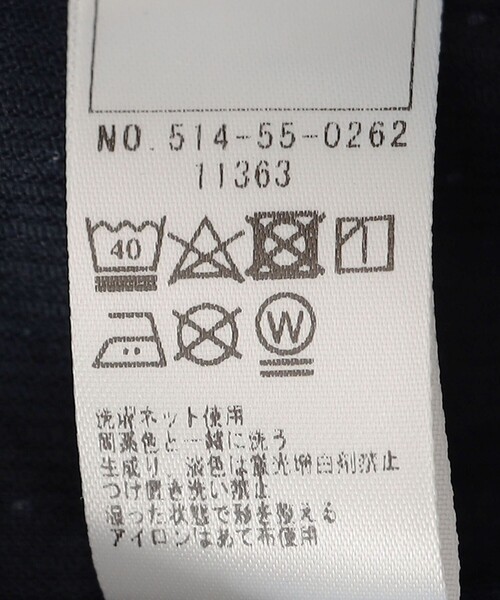 NO. 514-55-0262
11363
40
W
洗濯ネット使用
同系色と一緒に洗う
生成り、淡色は蛍光増白剤禁止
つけ置き洗い禁止
湿った状態で形を整える
アイロンはあて布使用